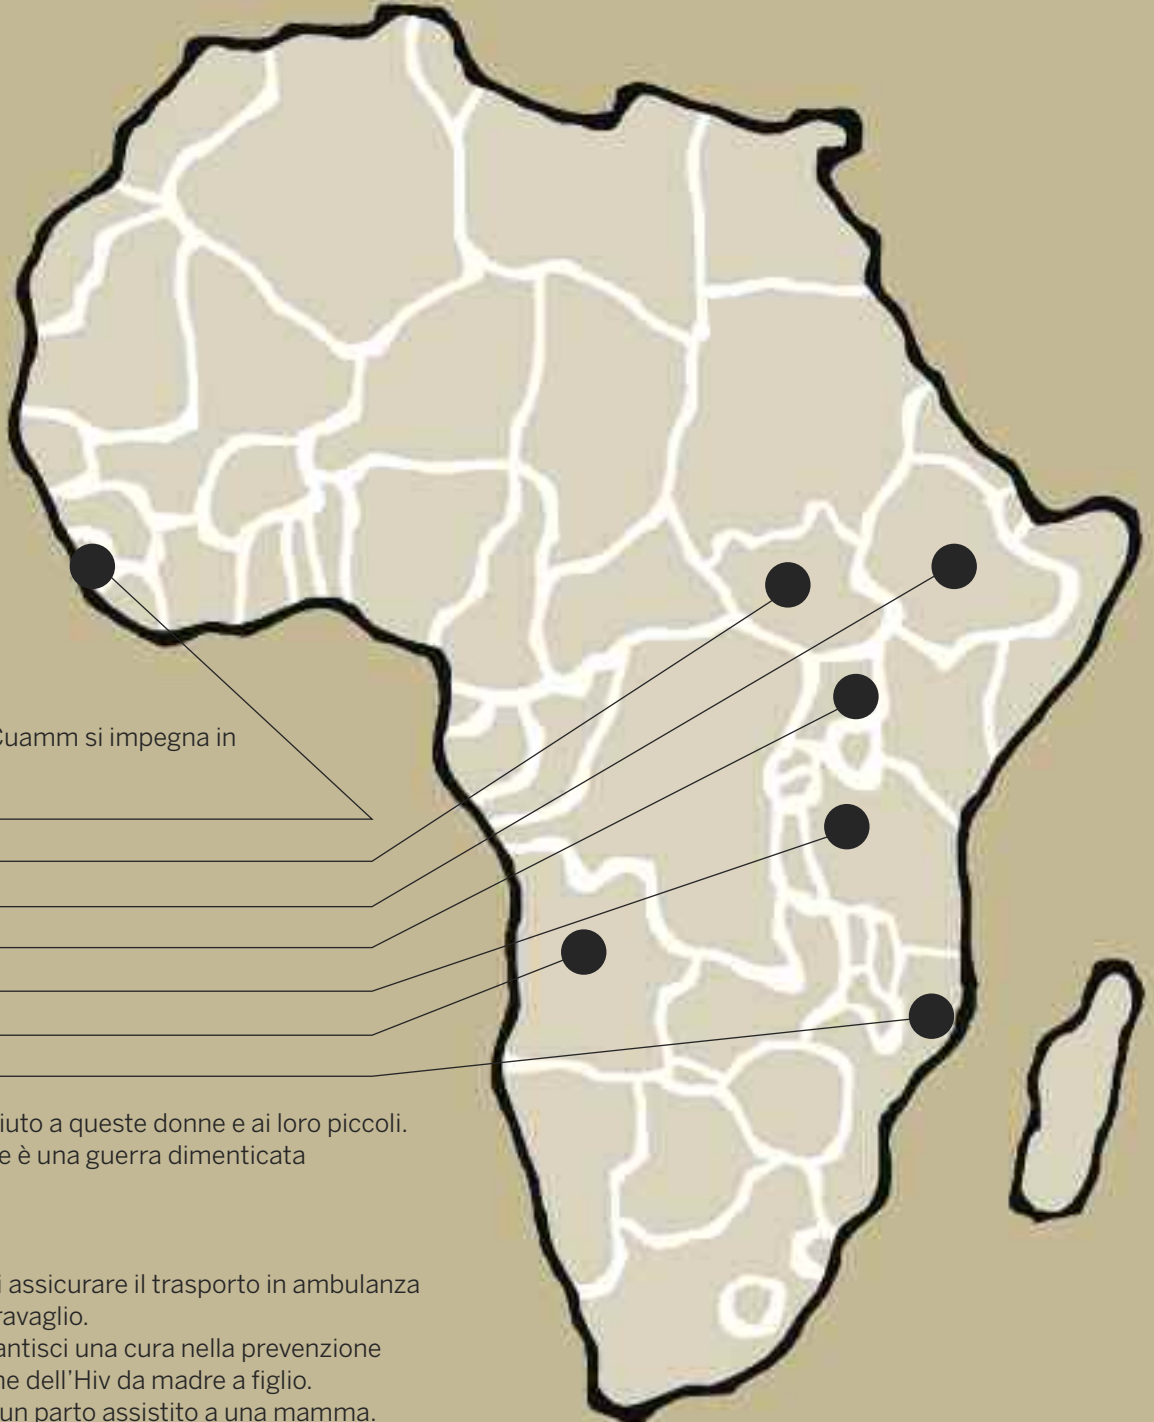 Cuamm si impegna in
iuto a queste donne e ai loro piccoli.
e è una guerra dimenticata
i assicurare il trasporto in ambulanza
ravaglio.
antisci una cura nella prevenzione
ne dell'Hiv da madre a figlio.
un parto assistito a una mamma.